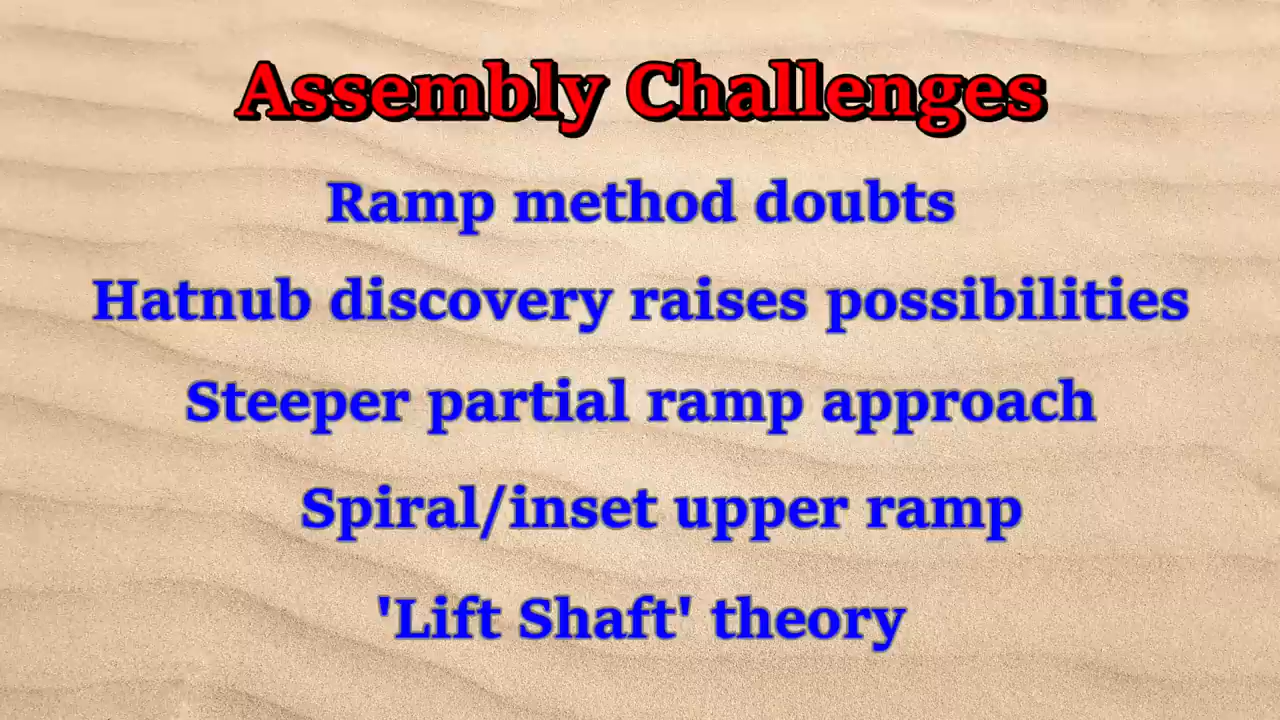 Assembly Challenges
Ramp method doubts
Hatnub discovery raises possibilities
Steeper partial ramp approach
Spiral/inset upper ramp
'Lift Shaft' theory